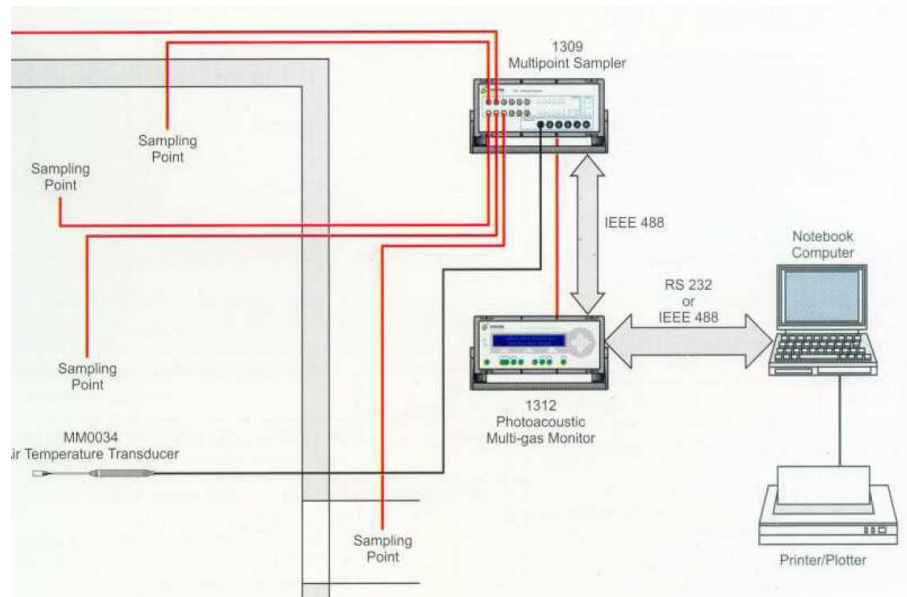 1309
Multipoint Sampler
Sampling
Point
Sampling
Point
IEEE 488
Notebook
Computer
RS 232
or
IEEE 488
Sampling
Point
1312
Photoacoustic
Multi-gas Monitor
MM0034
ir Temperature Transducer
Sampling
Point
Printer/Plotter